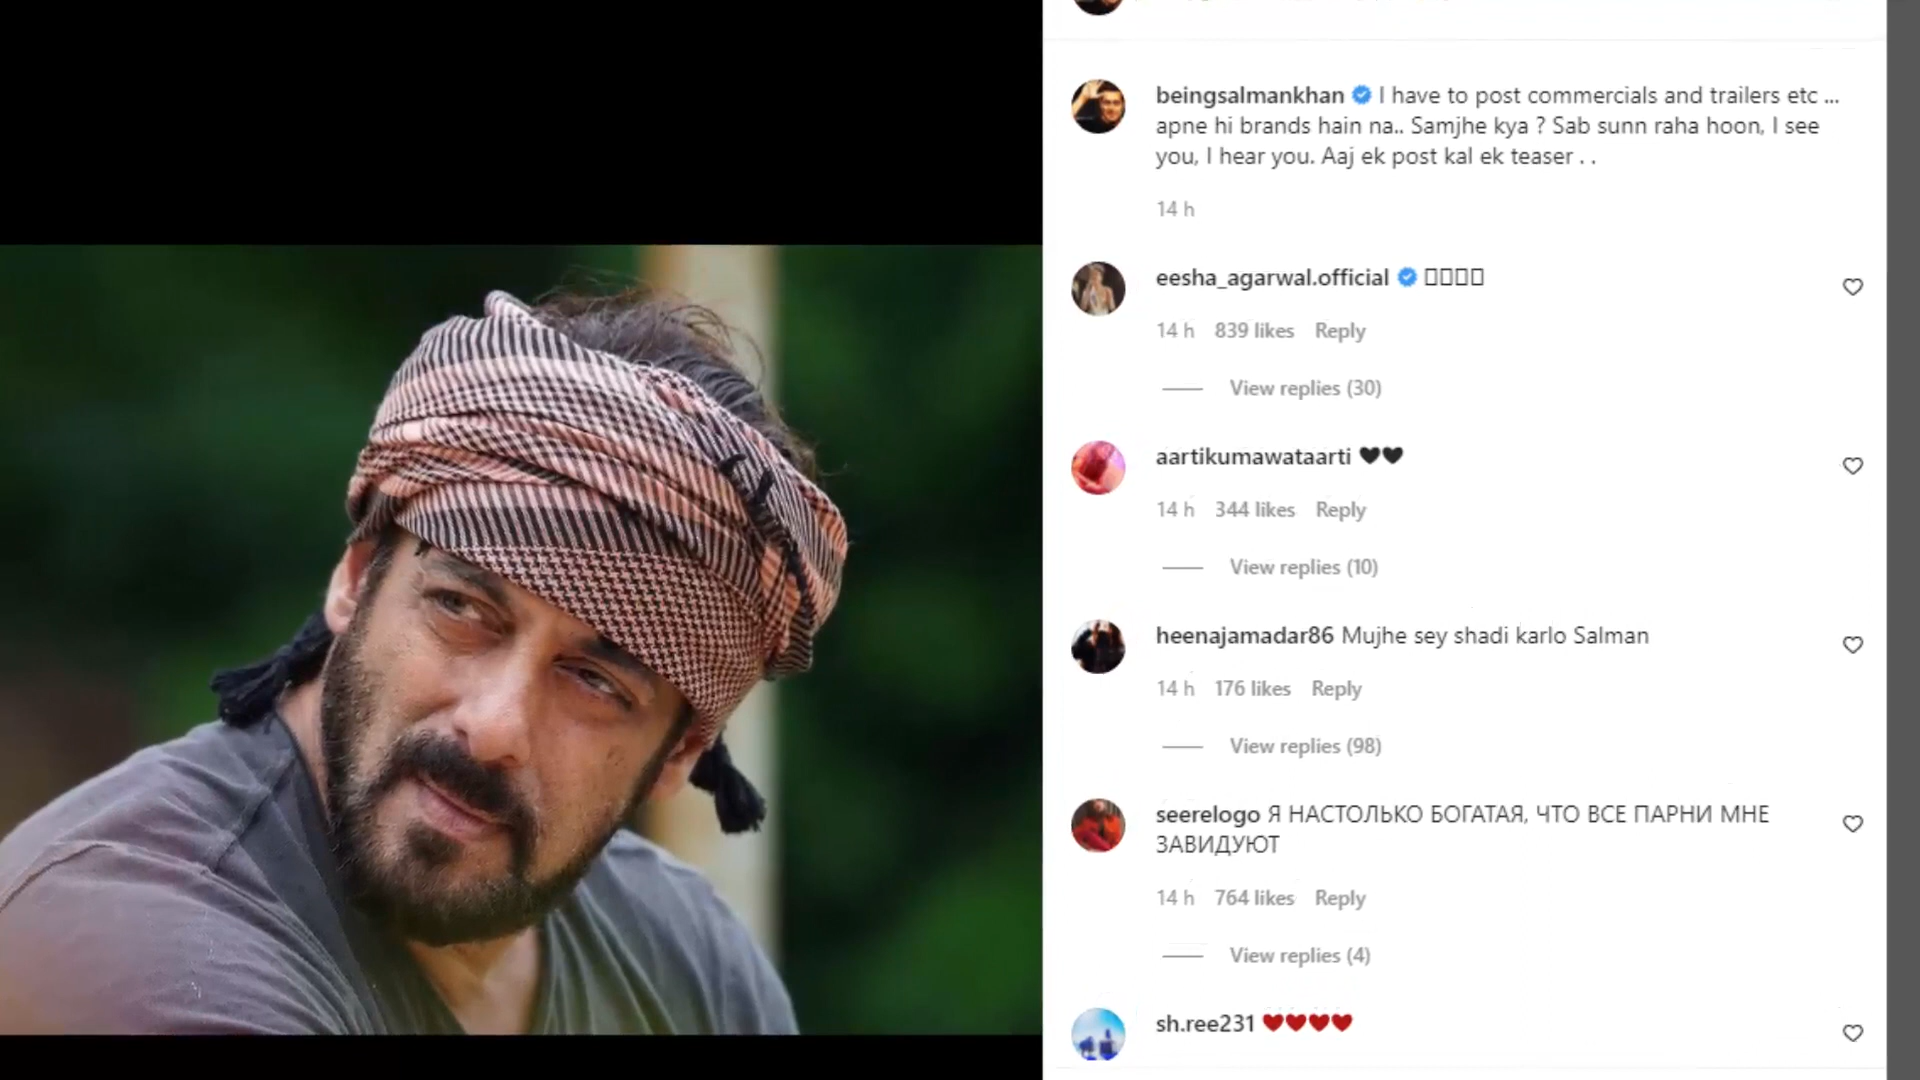 beingsalmankhan I have to post commercials and trailers etc ...
apne hi brands hain na.. Samjhe kya ? Sab sunn raha hoon, I see
you, I hear you. Aaj ek post kal ek teaser . .
14 h
eesha_agarwal.official
14 h 839 likes Reply
View replies (30)
aartikumawataarti 🖤🖤
14 h 344 likes Reply
View replies (10)
heenajamadar86 Mujhe sey shadi karlo Salman
14 h 176 likes Reply
View replies (98)
seerelogo Я НАСТОЛЬКО БОГАТАЯ, ЧТО ВСЕ ПАРНИ МНЕ
ЗАВИДУЮТ
14 h 764 likes Reply
View replies (4)
sh.ree231 ❤❤❤❤